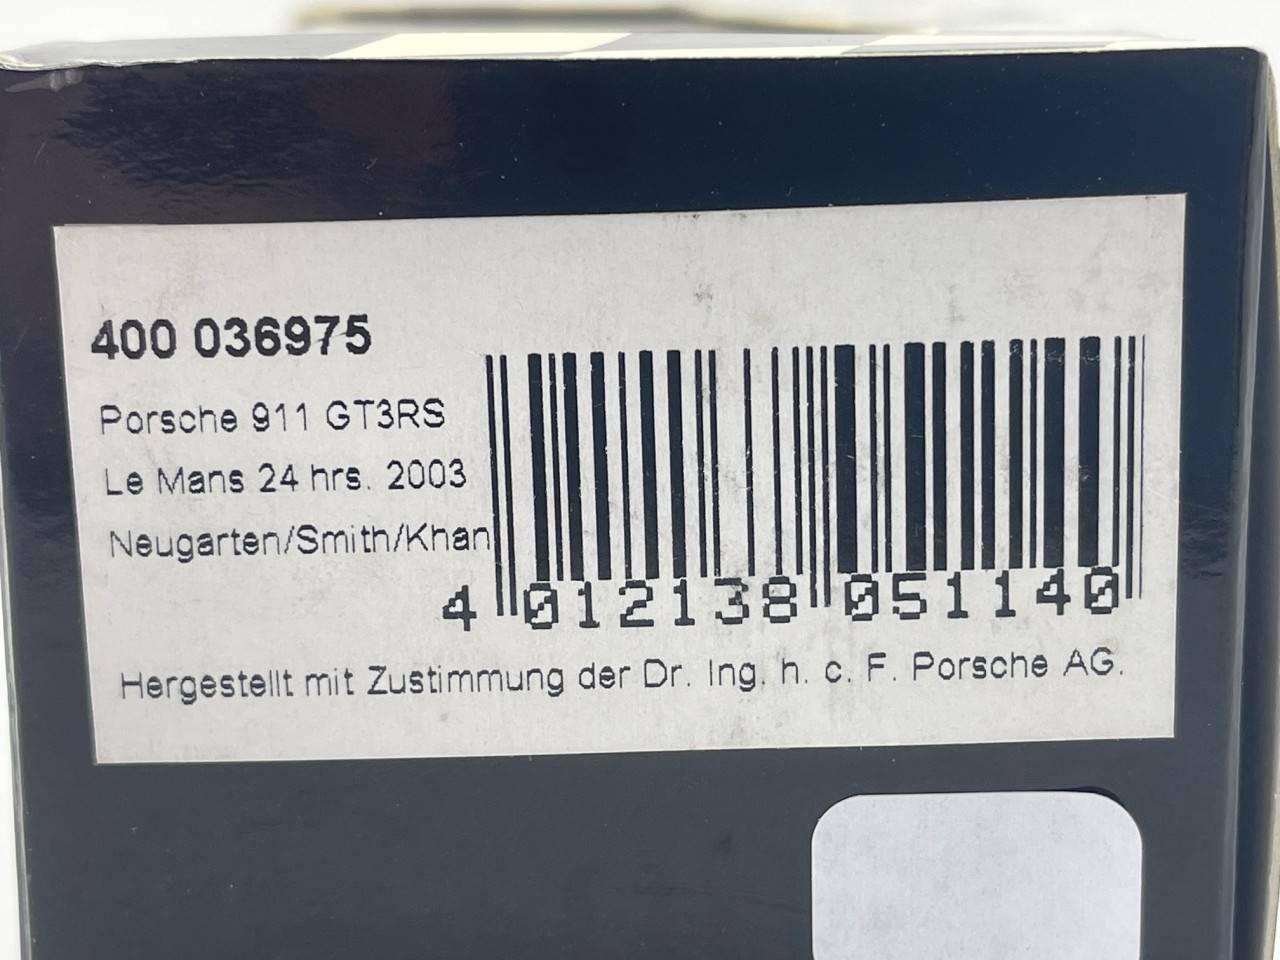 400 036975
Porsche 911 GT3RS
Le Mans 24 hrs. 2003
Neugarten/Smith/Khan
4 012138 051140
Hergestellt mit Zustimmung der Dr. Ing. h. c. F. Porsche AG.